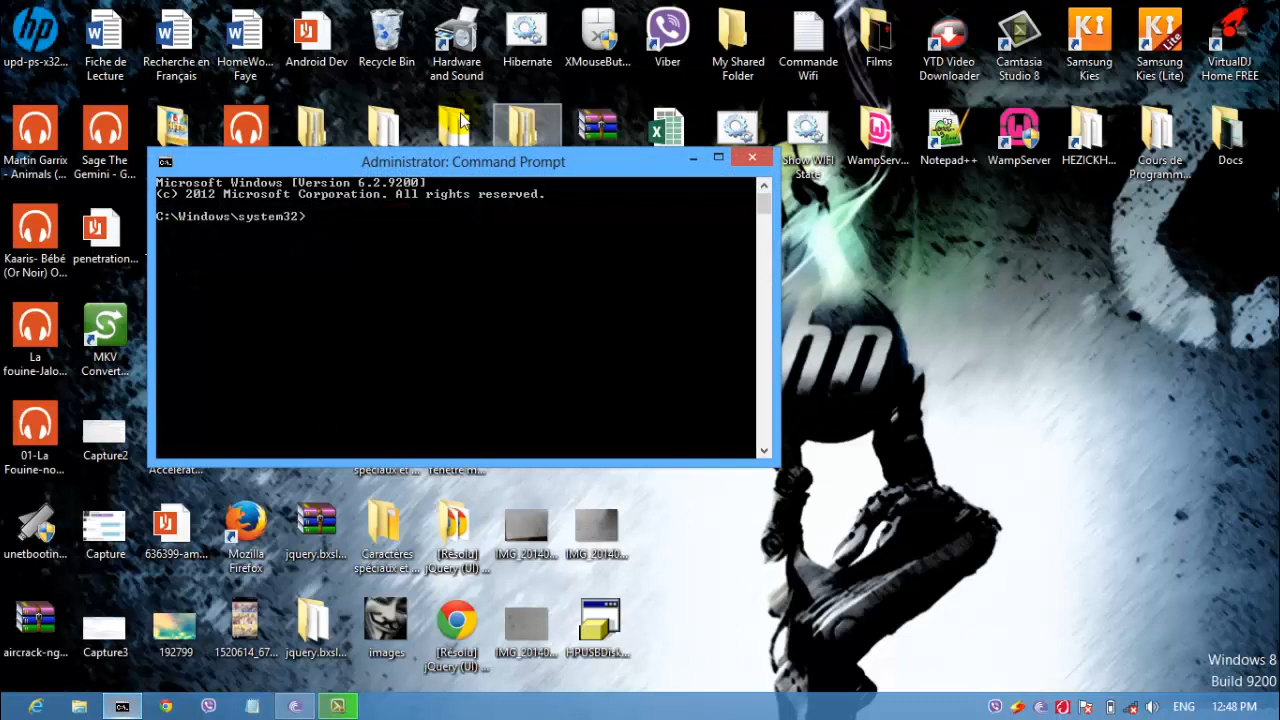 upd-ps-x32...
Fiche de
Lecture
Recherche en
Français
HomeWo...
Faye
Android Dev
Recycle Bin
Hardware
and Sound
Hibernate
XMouseBut...
Viber
My Shared
Folder
Commande
Wifi
Films
YTD Video
Downloader
Camtasia
Studio 8
Samsung
Kies
Samsung
Kies (Lite)
VirtualDJ
Home FREE
Martin Garrix
- Animals (...
Sage The
Gemini - G...
Show WIFI
State
WampServ...
Notepad++
WampServer
HEZICKH...
Cours de
Programm...
Docs
Administrator: Command Prompt
Microsoft Windows [Version 6.2.9200]
(c) 2012 Microsoft Corporation. All rights reserved.
C:\Windows\system32>
Kaaris- Bébé
(Or Noir) O...
penetration...
La
fouine-Jalo...
MKV
Convert...
01-La
Fouine-no...
Capture2
Accélérat...
spéciaux et ...
fenêtre m...
unetbootin...
Capture
636399-am...
Mozilla
Firefox
jquery.bxsl...
Caracteres
spéciaux et ...
[Résolu]
jQuery (UI) ...
IMG_20140...
IMG_20140...
aircrack-ng...
Capture3
192799
1520614_67...
jquery.bxsl...
images
[Résolu]
jQuery (UI) ...
IMG_20140...
HPUSBDisk...
hp
Windows 8
Build 9200
ENG
12:48 PM